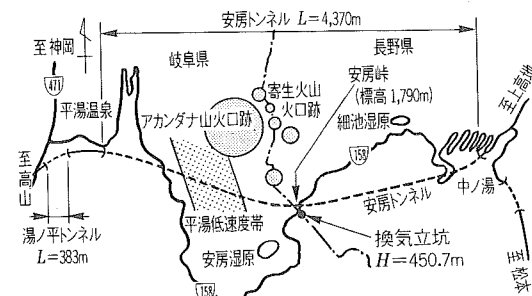 安房トンネル L=4,370m
至神岡
岐阜県
長野県
至上高地
471
平湯温泉
アカンダナ山火口跡
寄生火山
火口跡
安房峠
(標高1,790m)
細池湿原
158
至高山
中ノ湯
安房トンネル
平湯低速度帯
湯ノ平トンネル
L=383m
安房湿原
換気立坑
H=450.7m
158
至松本